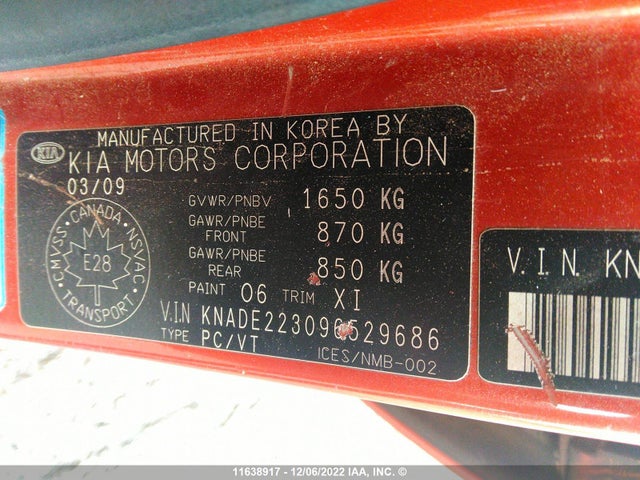 MANUFACTURED IN KOREA BY
KIA KIA MOTORS CORPORATION
03/09
GVWR/PNBV 1650 KG
GAWR/PNBE FRONT 870 KG
GAWR/PNBE REAR 850 KG
PAINT 06 TRIM XI
V.IN KNADE223096529686
TYPE PC/VT
ICES/NMB-002
CANADA
CMVSS NSVAC
E28
TRANSPORT
V.I.N. KNA
11638917 - 12/06/2022 IAA, INC. ©